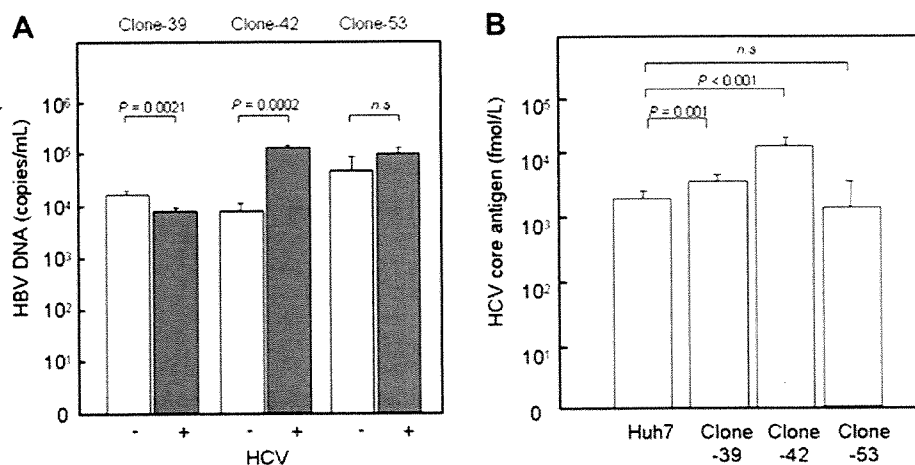 A
Clone-39 Clone-42 Clone-53
HBV DNA (copies/mL)
10⁶
10⁵
10⁴
10³
10²
10¹
0
P = 0.0021
P = 0.0002
n.s
- + - + - +
HCV
B
HCV core antigen (fmol/L)
10⁵
10⁴
10³
10²
10¹
0
n.s
P < 0.001
P = 0.001
Huh7 Clone Clone Clone
-39 -42 -53